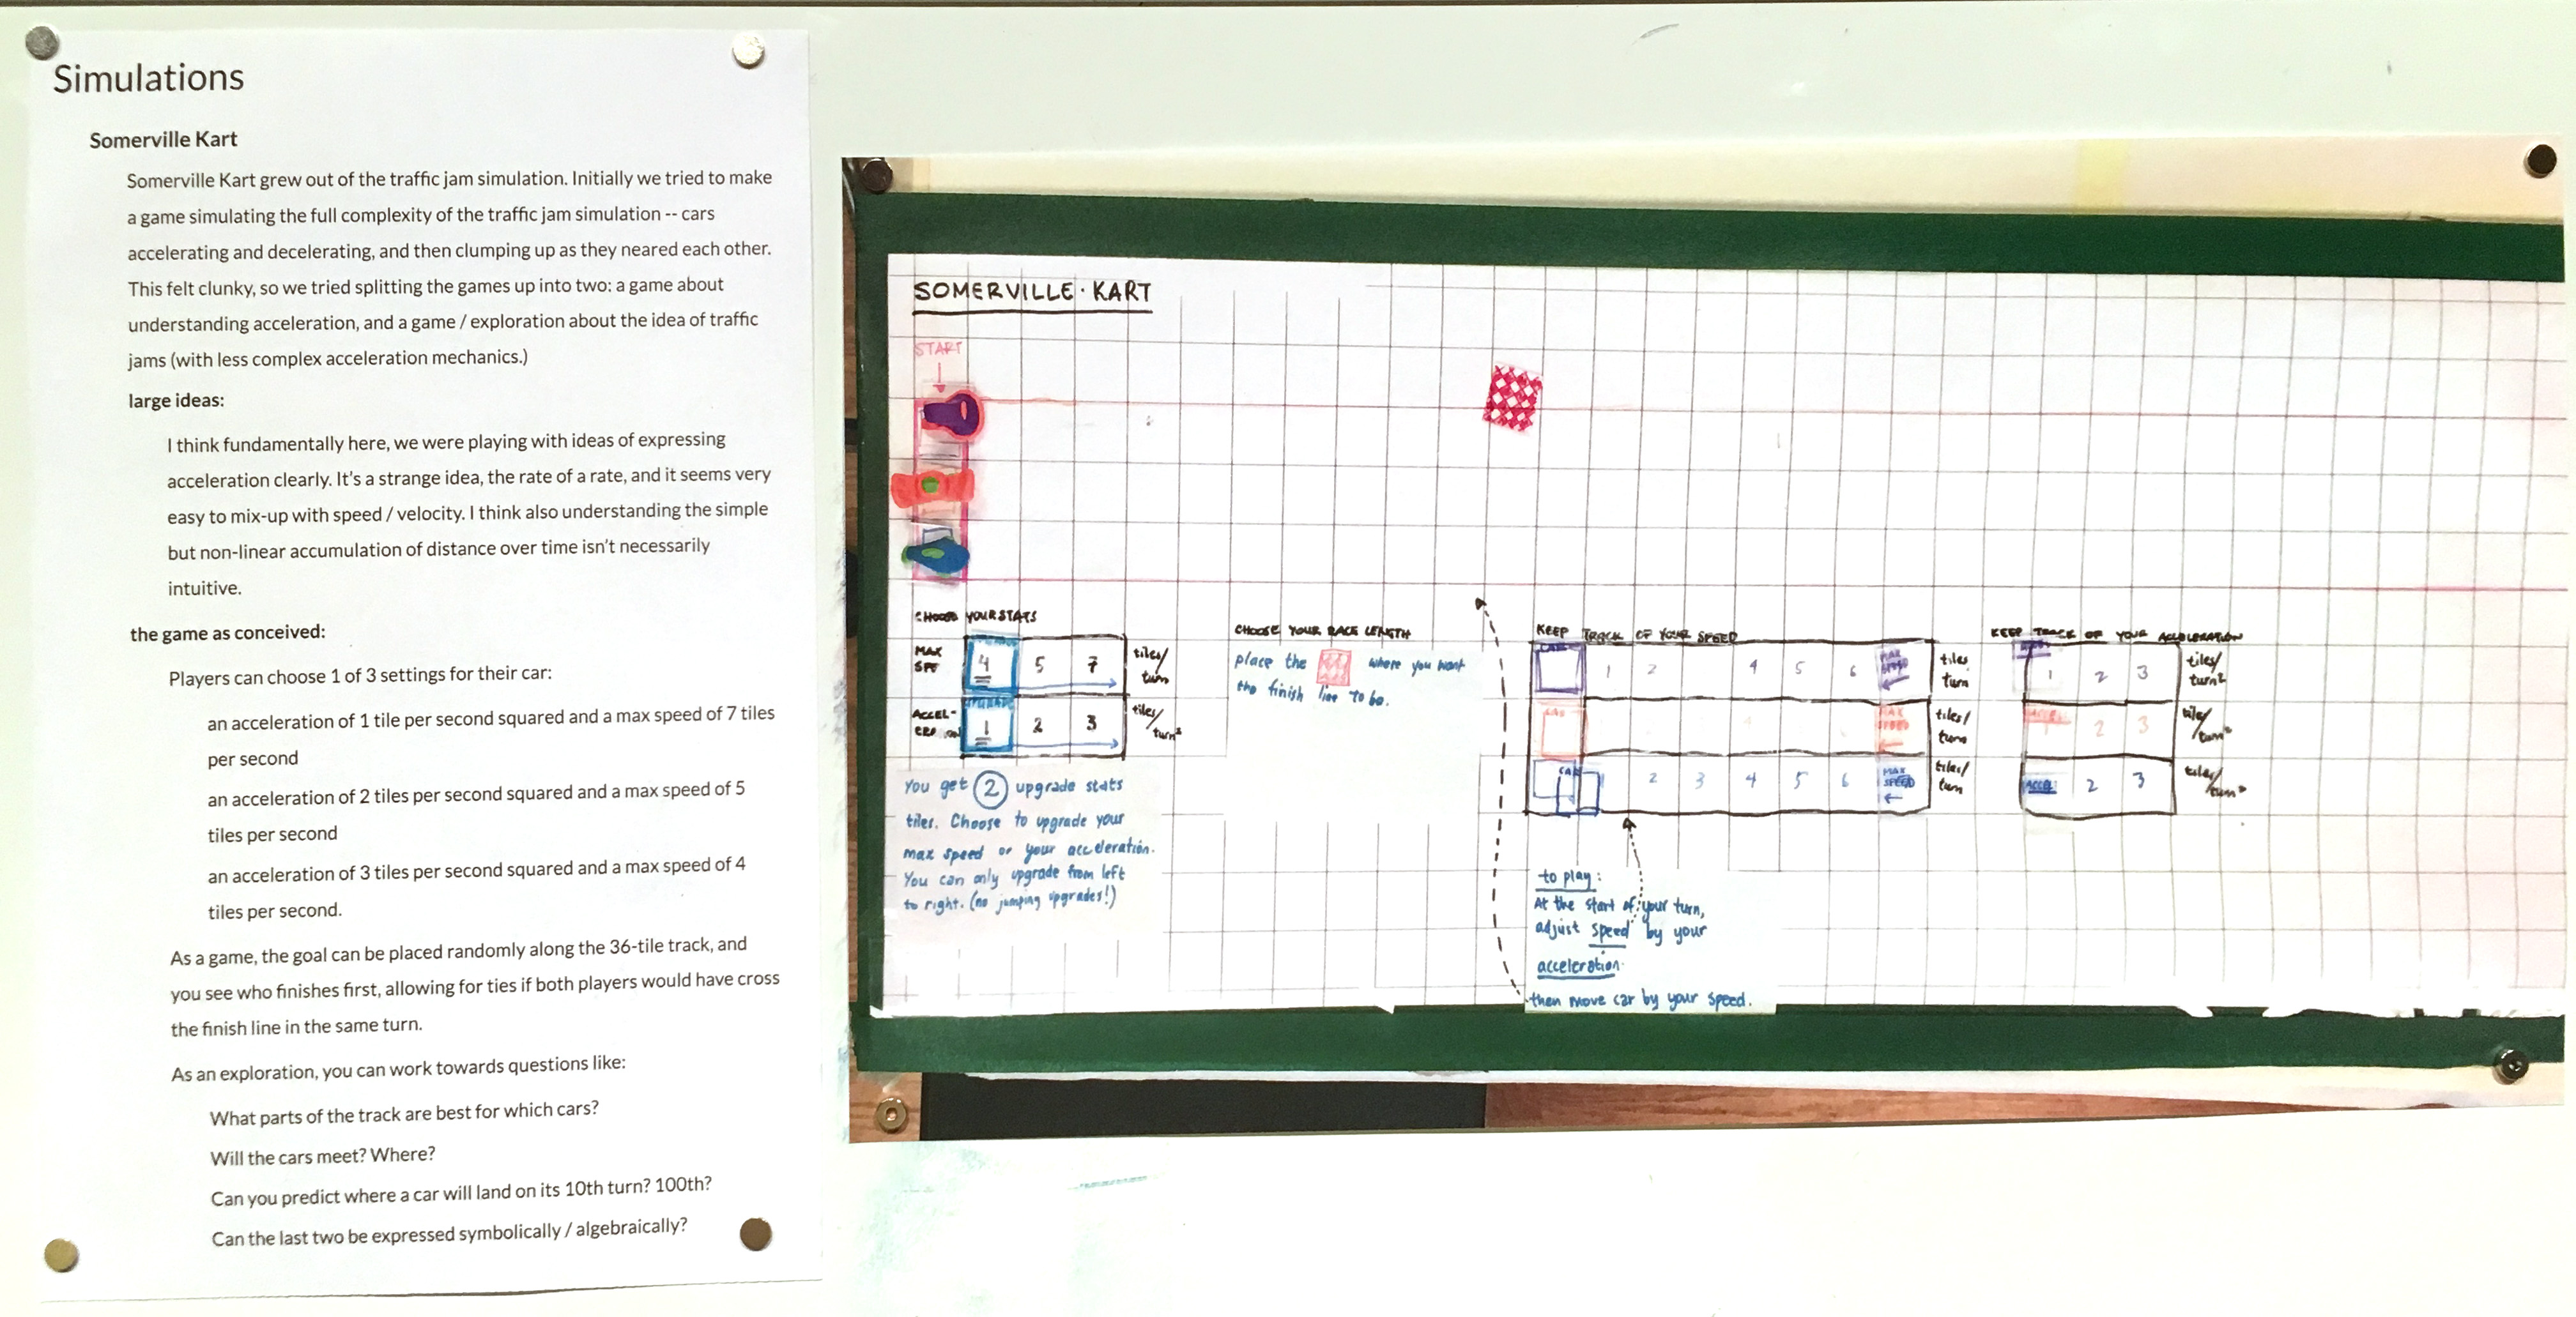 Simulations
Somerville Kart
Somerville Kart grew out of the traffic jam simulation. Initially we tried to make
a game simulating the full complexity of the traffic jam simulation -- cars
accelerating and decelerating, and then clumping up as they neared each other.
This felt clunky, so we tried splitting the games up into two: a game about
understanding acceleration, and a game / exploration about the idea of traffic
jams (with less complex acceleration mechanics.)
large ideas:
I think fundamentally here, we were playing with ideas of expressing
acceleration clearly. It's a strange idea, the rate of a rate, and it seems very
easy to mix-up with speed / velocity. I think also understanding the simple
but non-linear accumulation of distance over time isn't necessarily
intuitive.
the game as conceived:
Players can choose 1 of 3 settings for their car:
an acceleration of 1 tile per second squared and a max speed of 7 tiles
per second
an acceleration of 2 tiles per second squared and a max speed of 5
tiles per second
an acceleration of 3 tiles per second squared and a max speed of 4
tiles per second.
As a game, the goal can be placed randomly along the 36-tile track, and
you see who finishes first, allowing for ties if both players would have cross
the finish line in the same turn.
As an exploration, you can work towards questions like:
What parts of the track are best for which cars?
Will the cars meet? Where?
Can you predict where a car will land on its 10th turn? 100th?
Can the last two be expressed symbolically / algebraically?
SOMERVILLE · KART
START
CHOOSE YOUR STATS
MAX
SPE
4 5 7
tiles/
turn
ACCEL-
UPGRADE
1 2 3
tiles/
turn²
You get 2 upgrade stats
tiles. Choose to upgrade your
max speed or your acceleration.
You can only upgrade from left
to right. (no jumping upgrades!)
CHOOSE YOUR RACE LENGTH
place the where you want
the finish line to be.
KEEP TRACK OF YOUR SPEED
CAR 1 2 4 5 6 MAX SPEED
tiles
turn
CAR 4 MAX SPEED
tiles/
turn
CAR 1 2 3 4 5 6 MAX SPEED
tiles/
turn
KEEP TRACK OF YOUR ACCELERATION
1 2 3
tiles/
turn²
ACCEL 2 3
tile/
turn²
ACCEL 2 3
tiles/
turn²
to play:
At the start of your turn,
adjust speed by your
acceleration.
then move car by your speed.